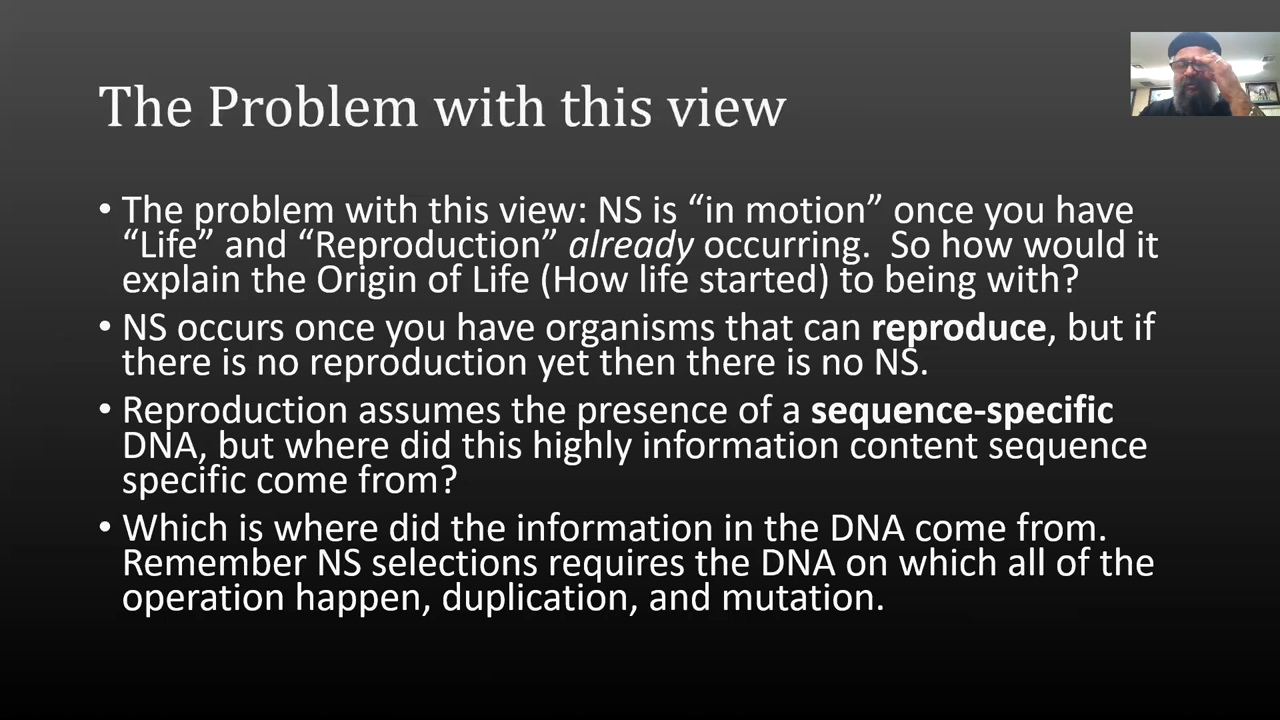 The Problem with this view
• The problem with this view: NS is “in motion” once you have
“Life” and “Reproduction” already occurring.  So how would it
explain the Origin of Life (How life started) to being with?
• NS occurs once you have organisms that can reproduce, but if
there is no reproduction yet then there is no NS.
• Reproduction assumes the presence of a sequence-specific
DNA, but where did this highly information content sequence
specific come from?
• Which is where did the information in the DNA come from.
Remember NS selections requires the DNA on which all of the
operation happen, duplication, and mutation.